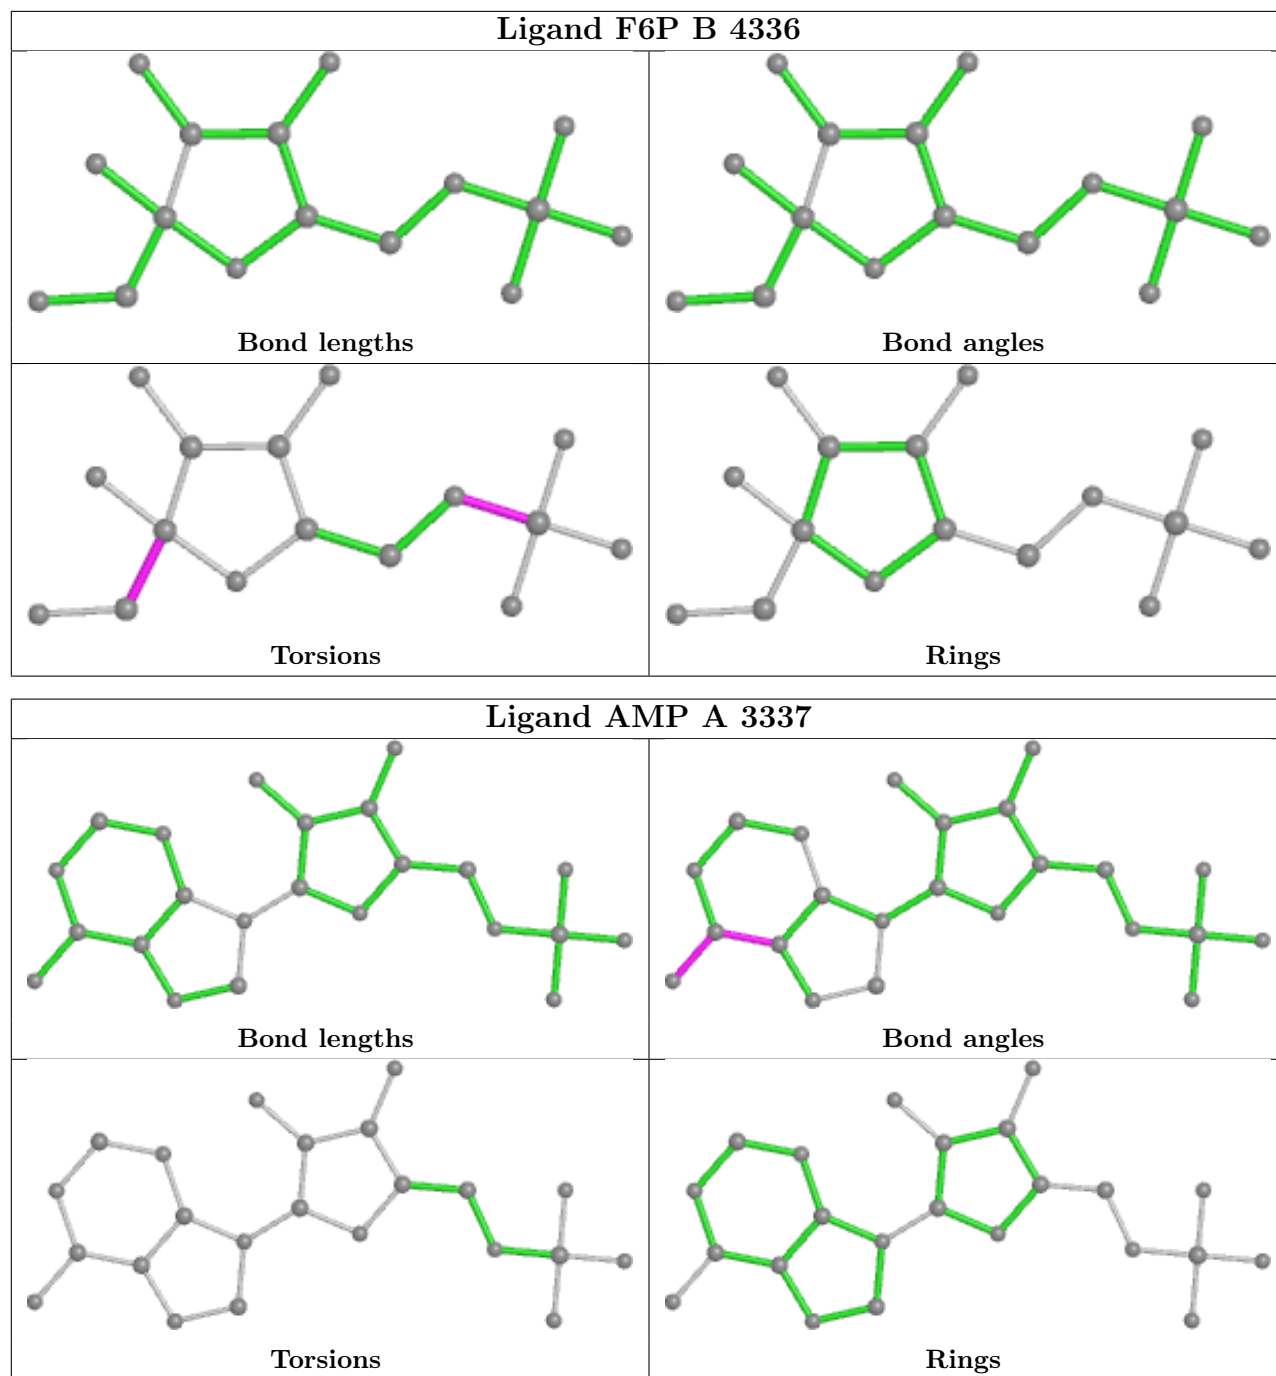 Ligand F6P B 4336
Bond lengths
Bond angles
Torsions
Rings
Ligand AMP A 3337
Bond lengths
Bond angles
Torsions
Rings